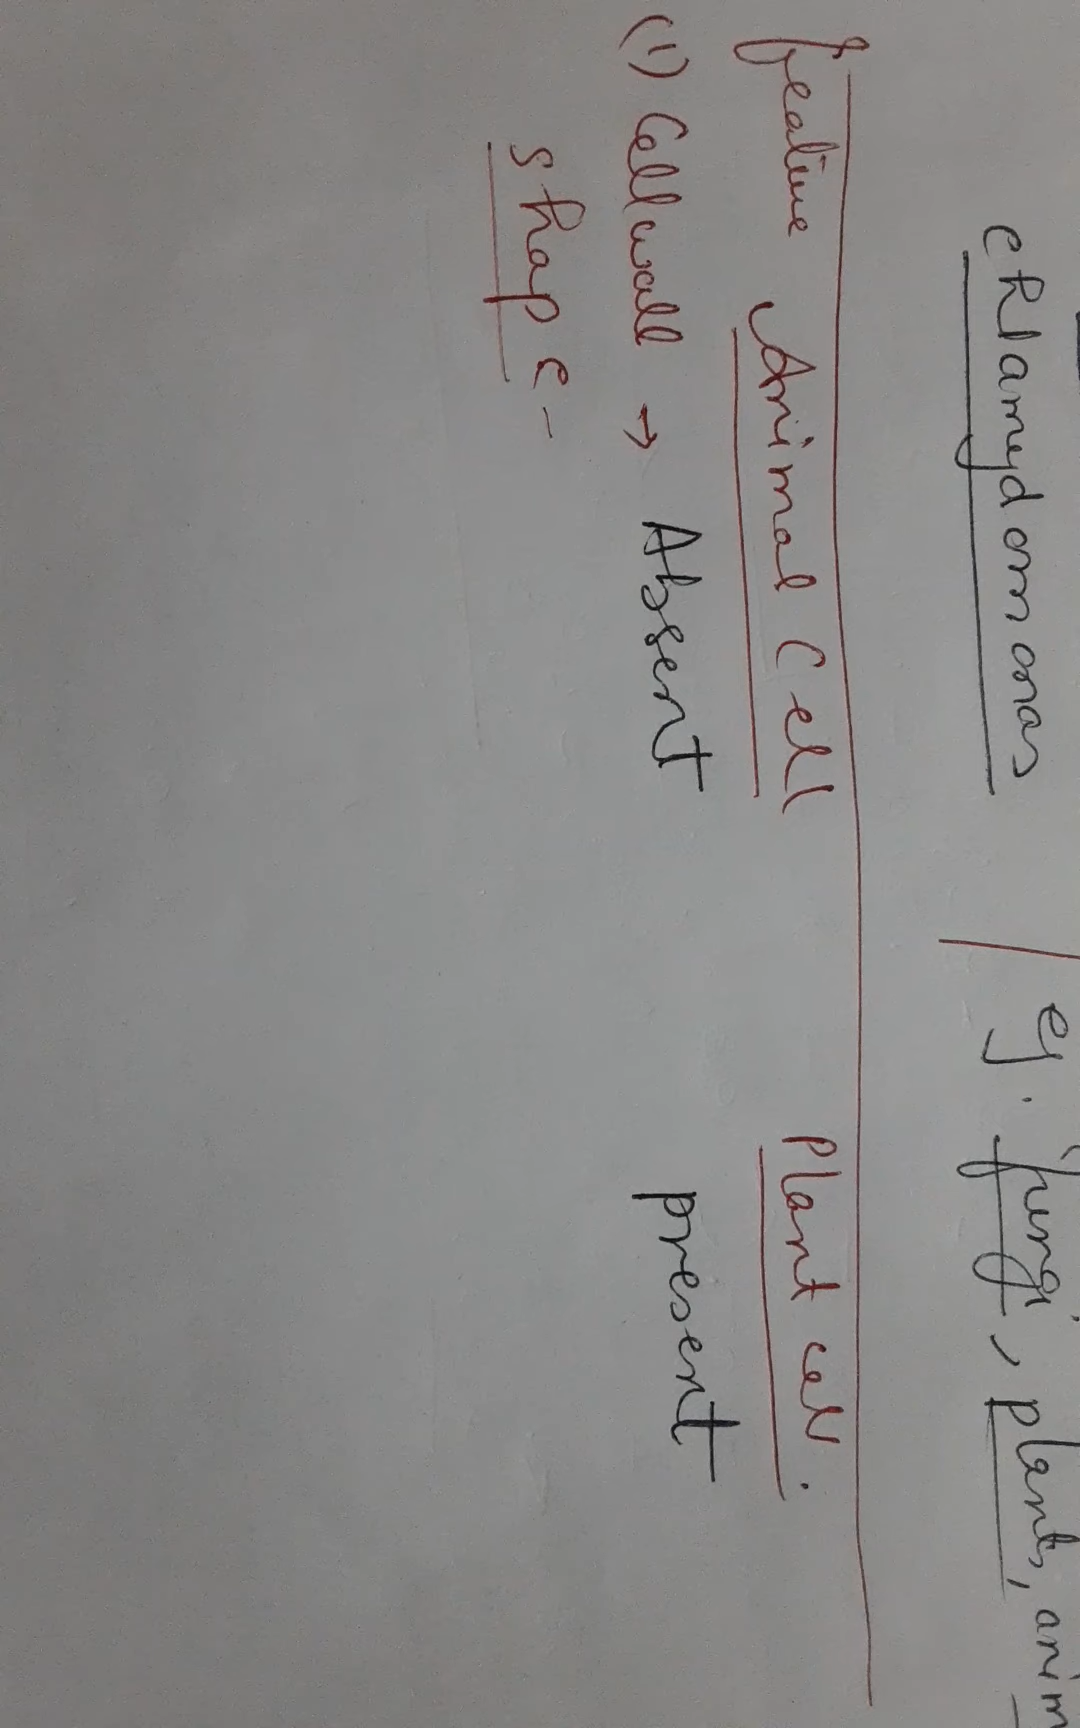 chlamydomonas / eg. fungi, plants, anim
feature Animal Cell Plant cell.
(1) Cellwall → Absent present
shape -